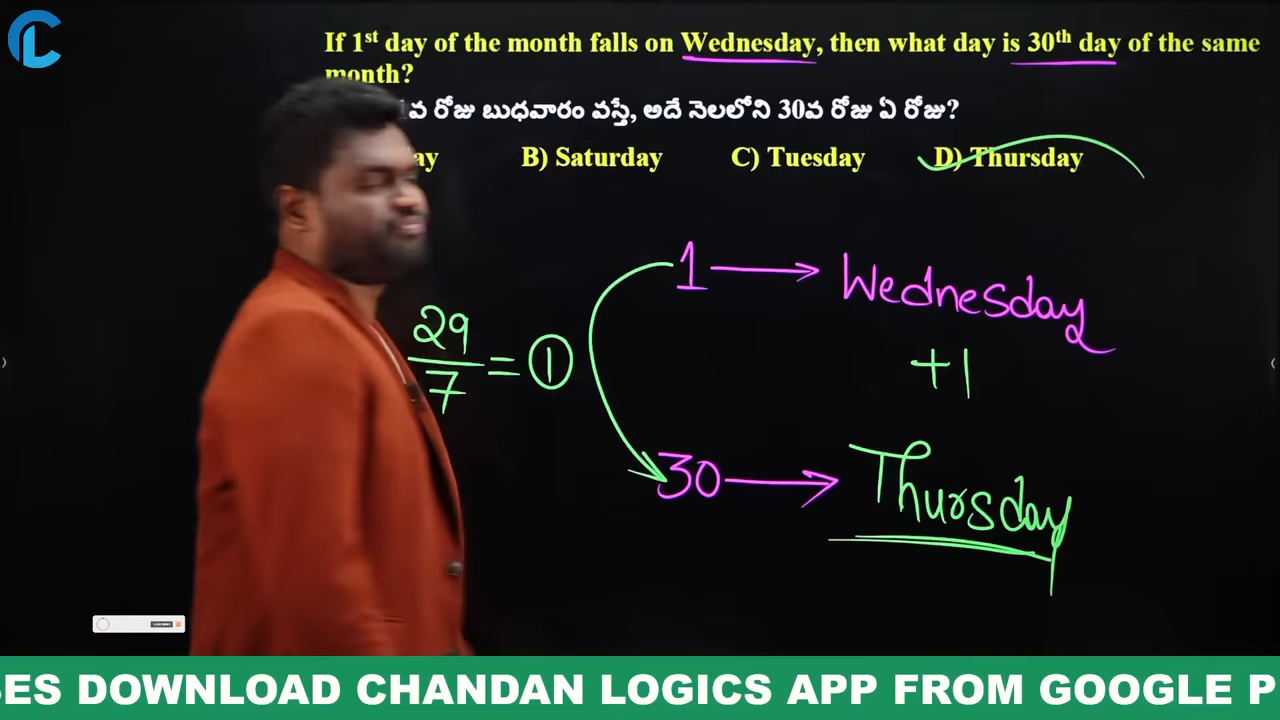 If 1st day of the month falls on Wednesday, then what day is 30th day of the same
month?
వ రోజు బుధవారం వస్తే, అదే నెలలోని 30వ రోజు ఏ రోజు?
ay B) Saturday C) Tuesday D) Thursday
1 → Wednesday
29/7 = 1
+1
30 → Thursday
ES DOWNLOAD CHANDAN LOGICS APP FROM GOOGLE P